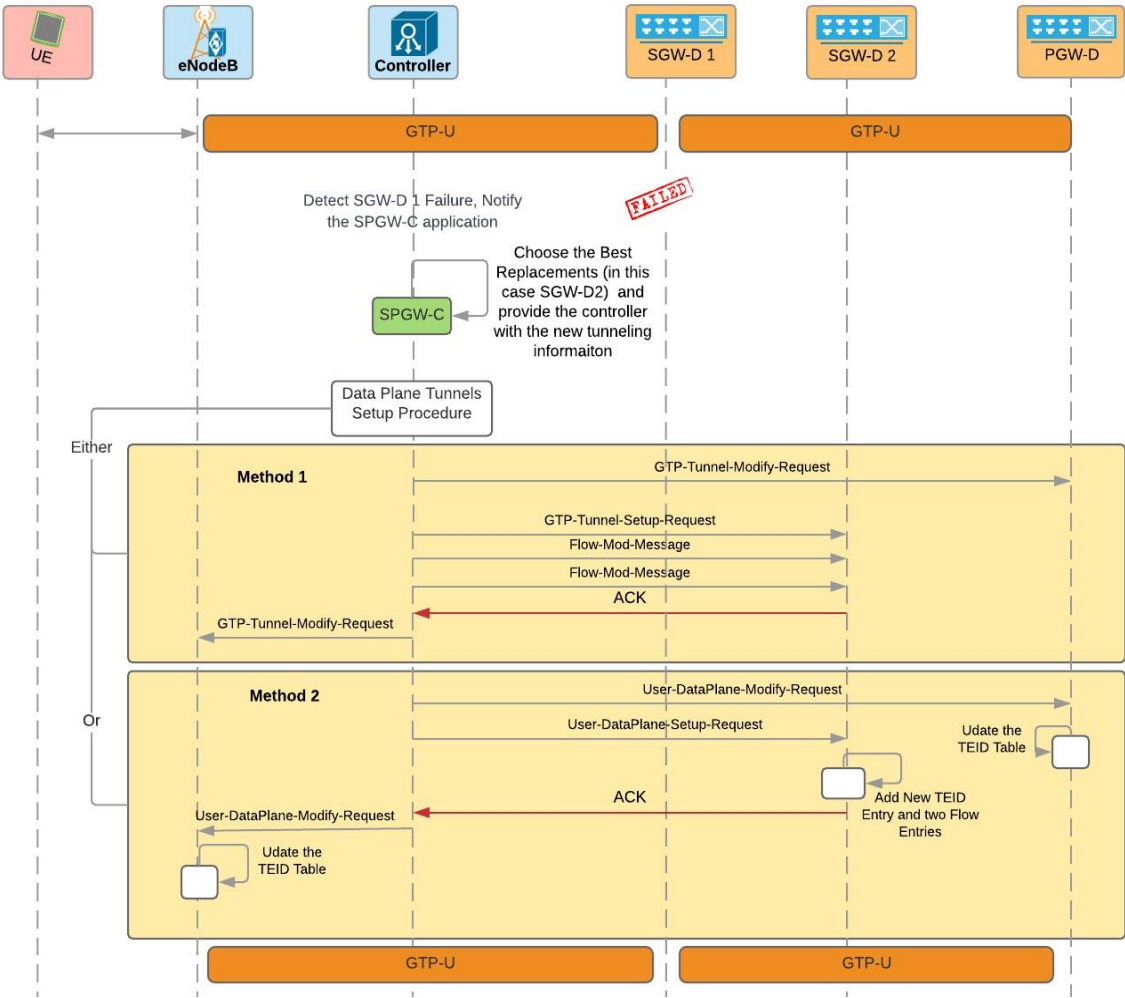 UE
eNodeB
Controller
SGW-D 1
SGW-D 2
PGW-D
GTP-U
GTP-U
Detect SGW-D 1 Failure, Notify
the SPGW-C application
FAILED
Choose the Best
Replacements (in this
case SGW-D2) and
provide the controller
with the new tunneling
informaiton
SPGW-C
Data Plane Tunnels
Setup Procedure
Either
Method 1
GTP-Tunnel-Modify-Request
GTP-Tunnel-Setup-Request
Flow-Mod-Message
Flow-Mod-Message
ACK
GTP-Tunnel-Modify-Request
Or
Method 2
User-DataPlane-Modify-Request
User-DataPlane-Setup-Request
Udate the
TEID Table
Add New TEID
Entry and two Flow
Entries
ACK
User-DataPlane-Modify-Request
Udate the
TEID Table
GTP-U
GTP-U